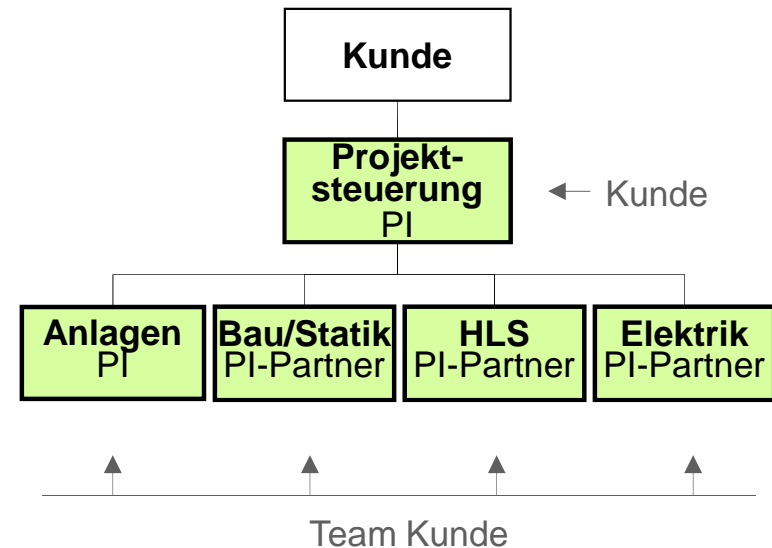 Kunde
Projekt-
steuerung
PI
Kunde
Anlagen
PI
Bau/Statik
PI-Partner
HLS
PI-Partner
Elektrik
PI-Partner
Team Kunde